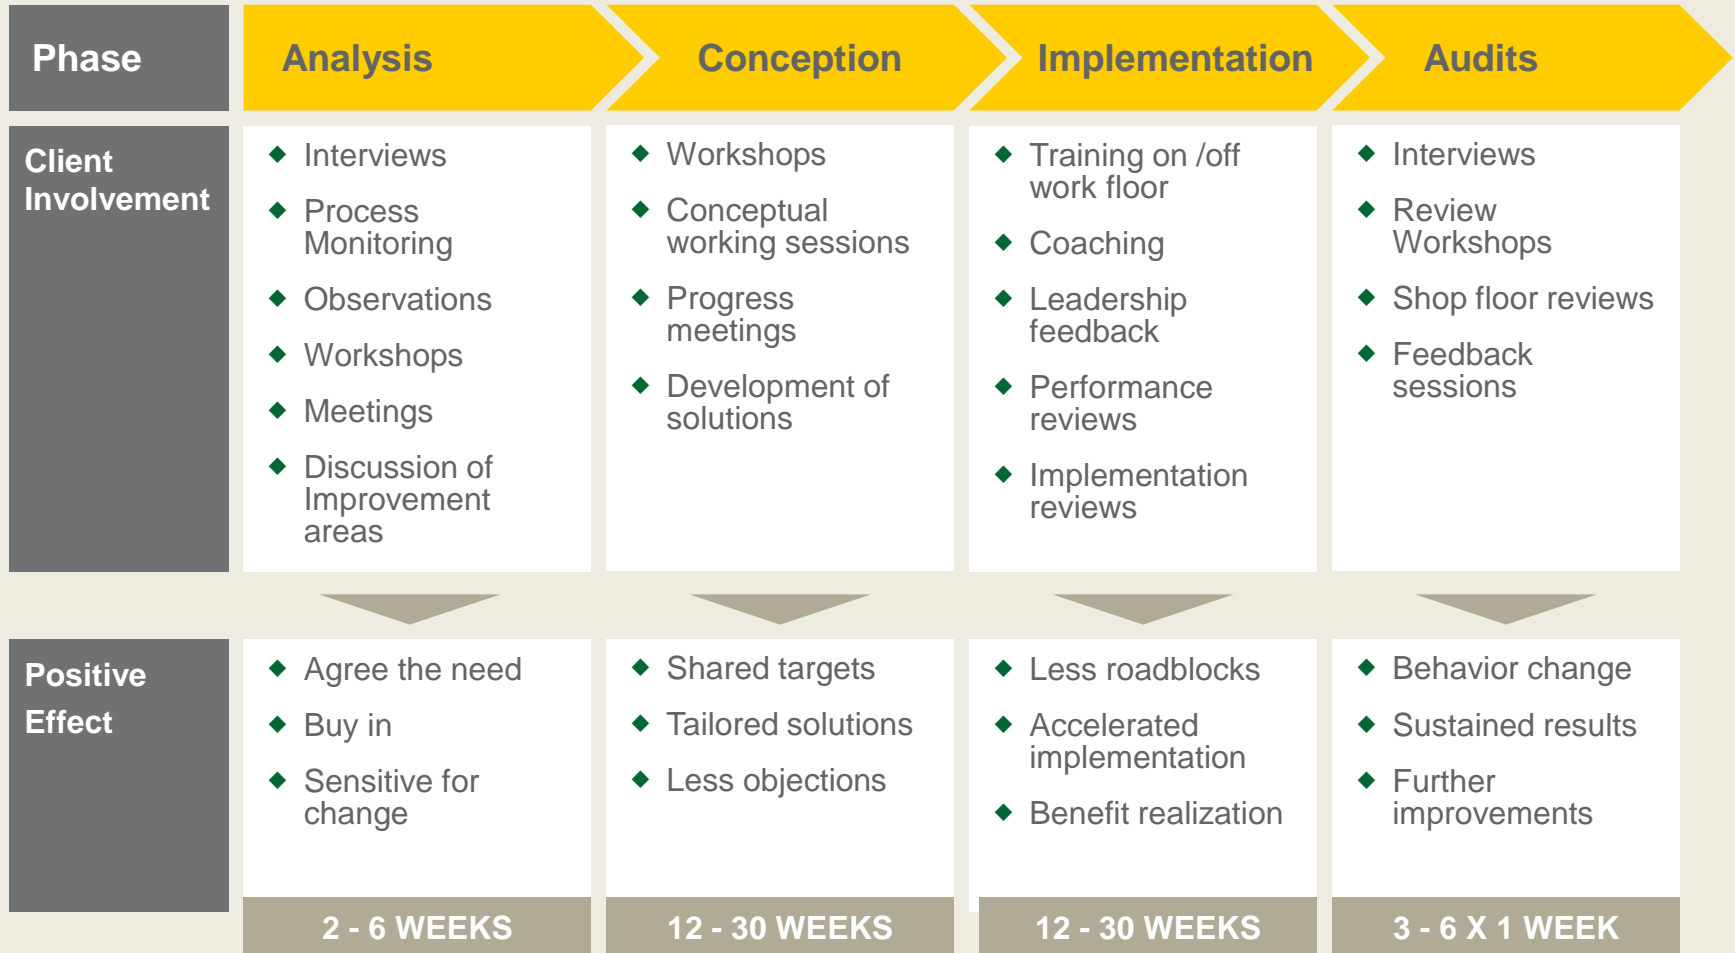 Phase
Analysis
Conception
Implementation
Audits
Client
Involvement
Interviews
Process
Monitoring
Observations
Workshops
Meetings
Discussion of
Improvement
areas
Workshops
Conceptual
working sessions
Progress
meetings
Development of
solutions
Training on /off
work floor
Coaching
Leadership
feedback
Performance
reviews
Implementation
reviews
Interviews
Review
Workshops
Shop floor reviews
Feedback
sessions
Positive
Effect
Agree the need
Buy in
Sensitive for
change
Shared targets
Tailored solutions
Less objections
Less roadblocks
Accelerated
implementation
Benefit realization
Behavior change
Sustained results
Further
improvements
2 - 6 WEEKS
12 - 30 WEEKS
12 - 30 WEEKS
3 - 6 X 1 WEEK